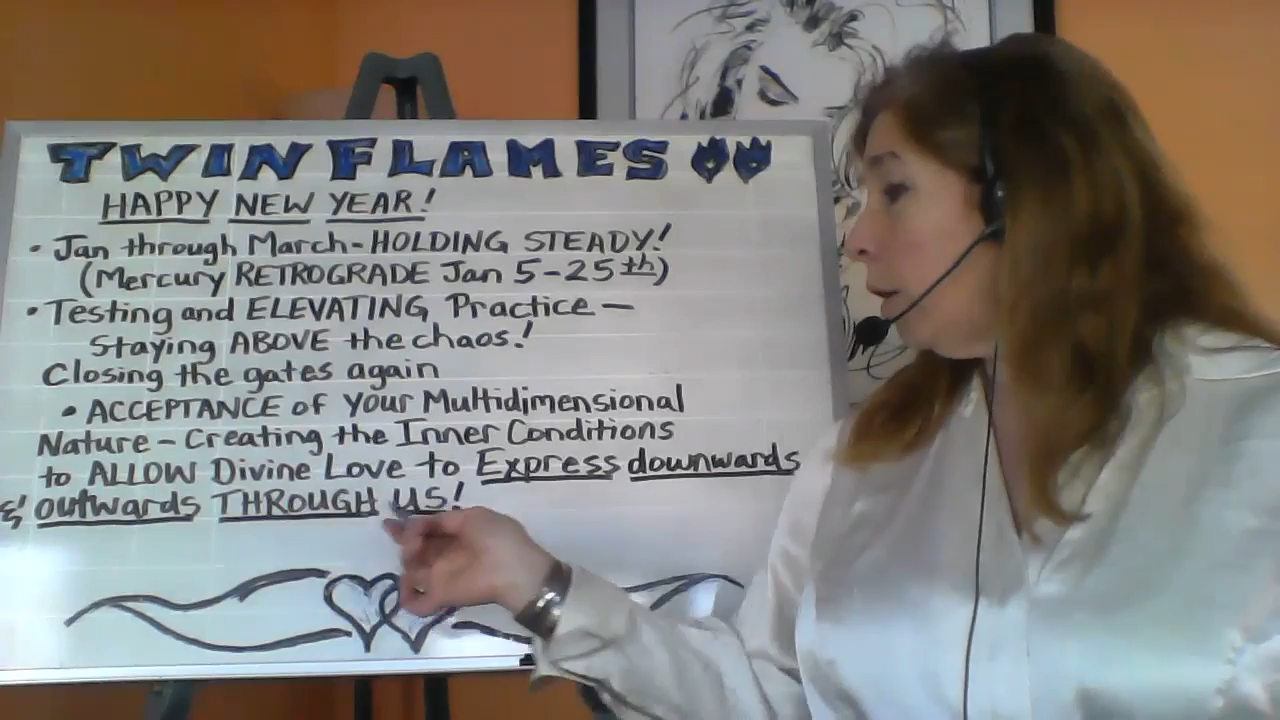 TWIN FLAMES
HAPPY NEW YEAR!
• Jan through March - HOLDING STEADY!
(Mercury RETROGRADE Jan 5-25th)
• Testing and ELEVATING Practice —
Staying ABOVE the chaos!
Closing the gates again
• ACCEPTANCE of Your Multidimensional
Nature - Creating the Inner Conditions
to ALLOW Divine Love to Express downwards
& outwards THROUGH US!